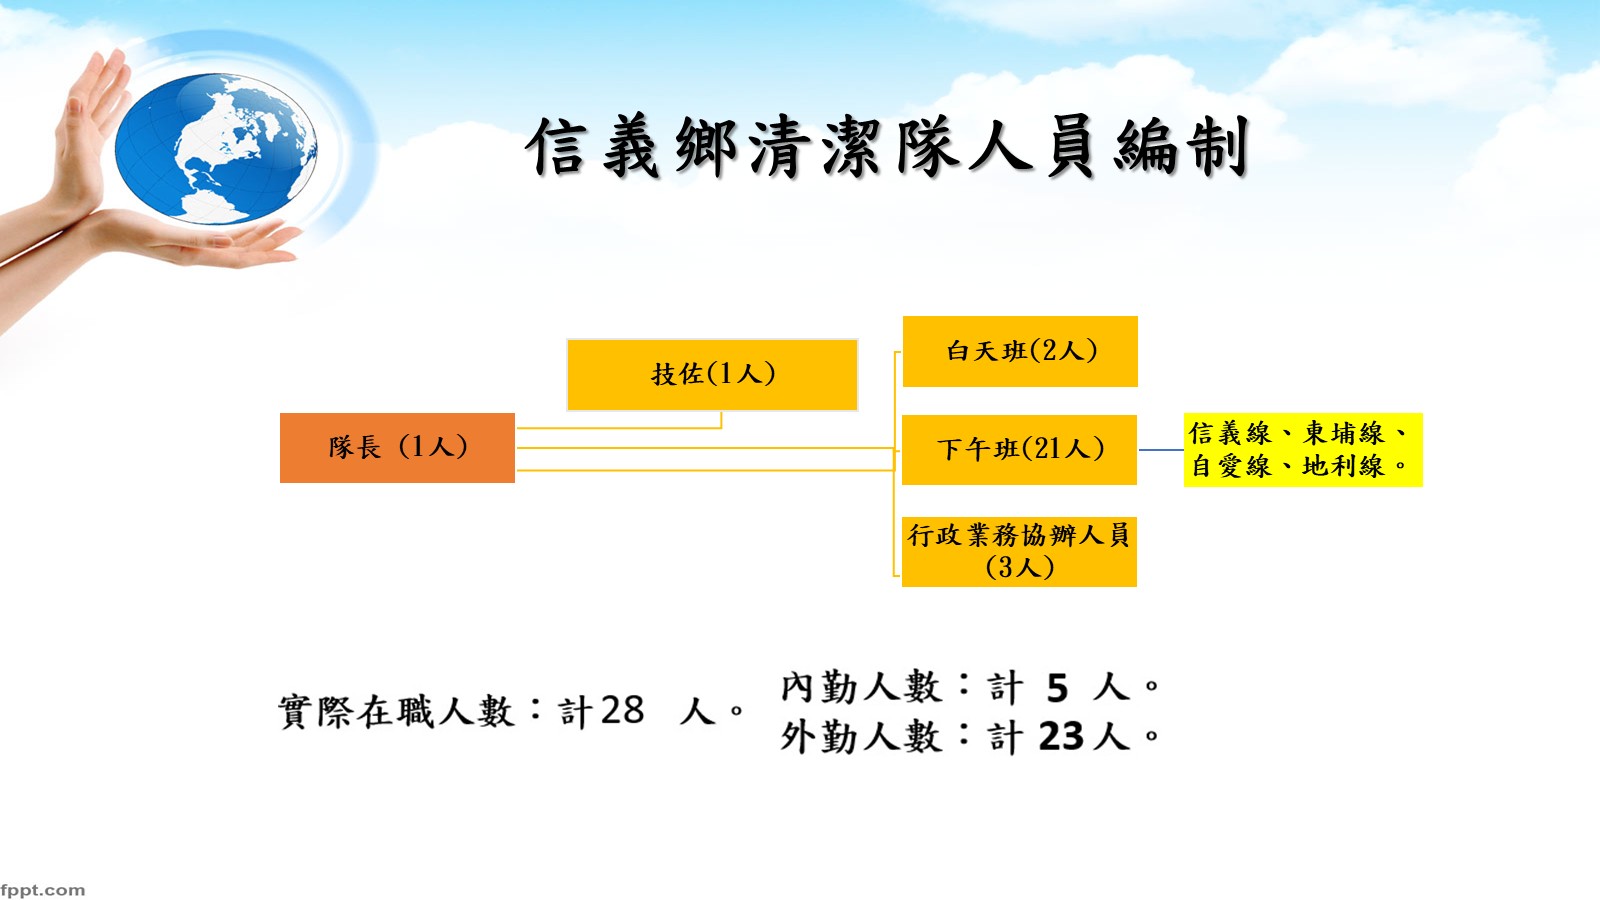 信義鄉清潔隊人員編制
白天班(2人)
技佐(1人)
隊長 (1人)
下午班(21人)
信義線、東埔線、
自愛線、地利線。
行政業務協辦人員
(3人)
實際在職人數：計28 人。
內勤人數：計 5 人。
外勤人數：計 23人。
fppt.com